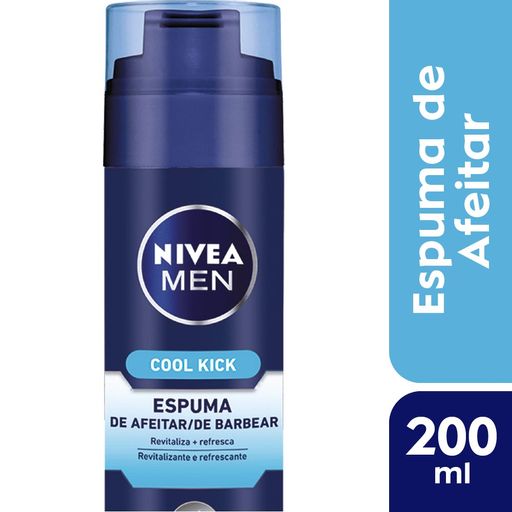 NIVEA
MEN
COOL KICK
ESPUMA
DE AFEITAR/DE BARBEAR
Revitaliza + refresca
Revitalizante e refrescante
Espuma de
Afeitar
200
ml